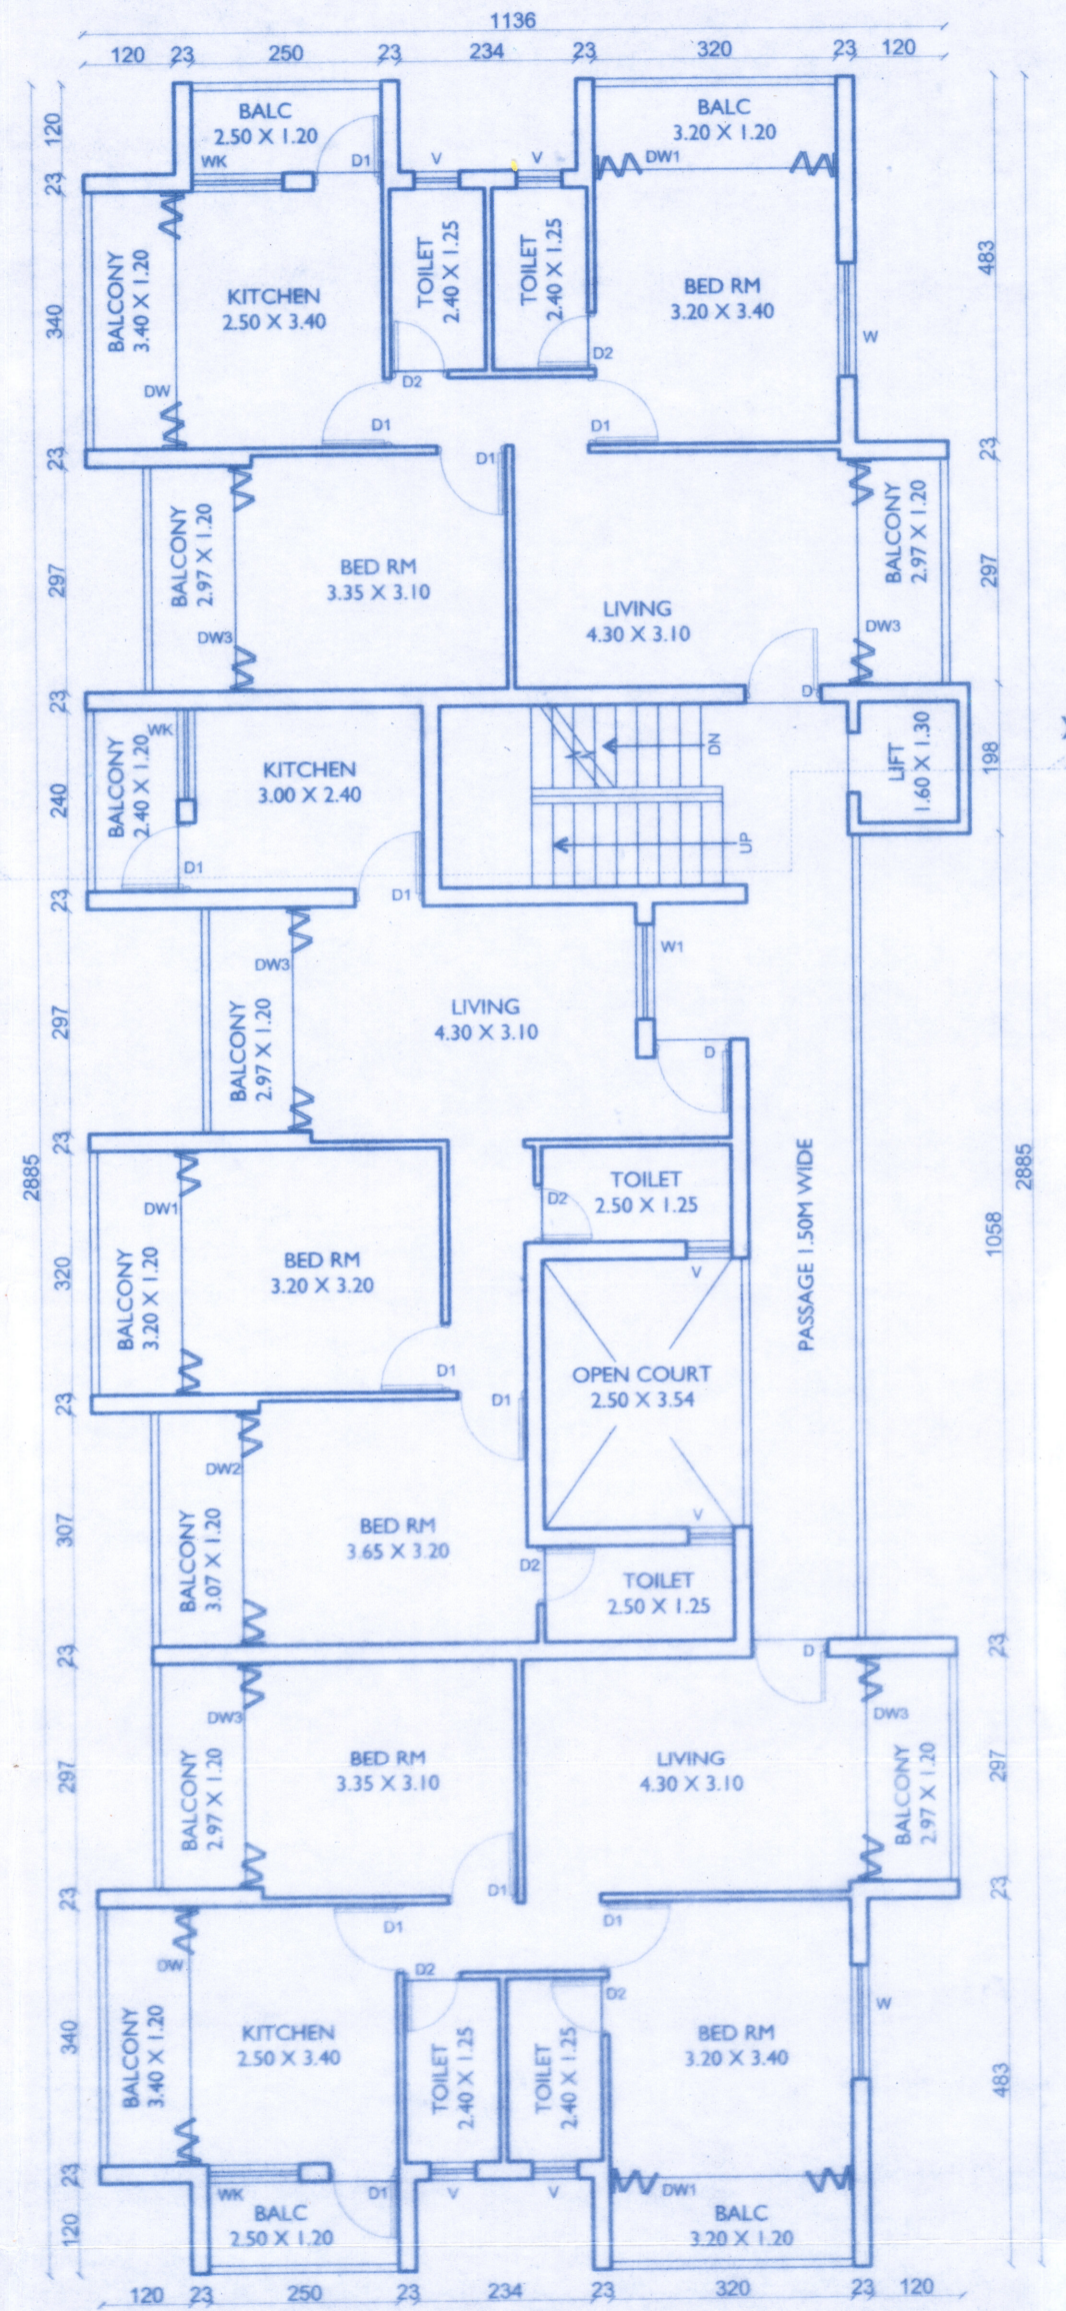 1136
120 23 250 23 234 23 320 23 120
BALC
2.50 X 1.20
BALC
3.20 X 1.20
WK
D1
V
V
DW1
120
23
340
23
297
23
240
23
297
23
320
23
307
23
297
23
340
23
120
2885
483
23
297
198
1058
23
297
23
483
2885
BALCONY
3.40 X 1.20
DW
KITCHEN
2.50 X 3.40
TOILET
2.40 X 1.25
TOILET
2.40 X 1.25
BED RM
3.20 X 3.40
W
D2
D2
D1
D1
D1
BALCONY
2.97 X 1.20
DW3
BED RM
3.35 X 3.10
LIVING
4.30 X 3.10
BALCONY
2.97 X 1.20
DW3
D
WK
BALCONY
2.40 X 1.20
KITCHEN
3.00 X 2.40
D1
D1
DN
UP
LIFT
1.60 X 1.30
DW3
BALCONY
2.97 X 1.20
LIVING
4.30 X 3.10
W1
D
PASSAGE 1.50M WIDE
DW1
BALCONY
3.20 X 1.20
BED RM
3.20 X 3.20
D1
D1
TOILET
2.50 X 1.25
D2
V
OPEN COURT
2.50 X 3.54
V
DW2
BALCONY
3.07 X 1.20
BED RM
3.65 X 3.20
D2
TOILET
2.50 X 1.25
D
DW3
BALCONY
2.97 X 1.20
BED RM
3.35 X 3.10
LIVING
4.30 X 3.10
DW3
BALCONY
2.97 X 1.20
D1
D1
D1
D2
D2
DW
BALCONY
3.40 X 1.20
KITCHEN
2.50 X 3.40
TOILET
2.40 X 1.25
TOILET
2.40 X 1.25
BED RM
3.20 X 3.40
W
WK
D1
V
V
DW1
BALC
2.50 X 1.20
BALC
3.20 X 1.20
120 23 250 23 234 23 320 23 120